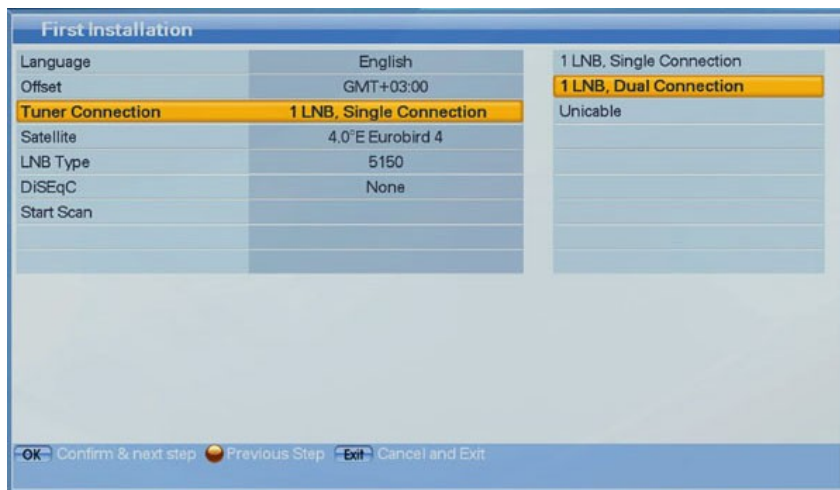 First Installation
Language English
Offset GMT+03:00
Tuner Connection 1 LNB, Single Connection
Satellite 4.0°E Eurobird 4
LNB Type 5150
DiSEqC None
Start Scan
1 LNB, Single Connection
1 LNB, Dual Connection
Unicable
OK Confirm & next step Previous Step Exit Cancel and Exit